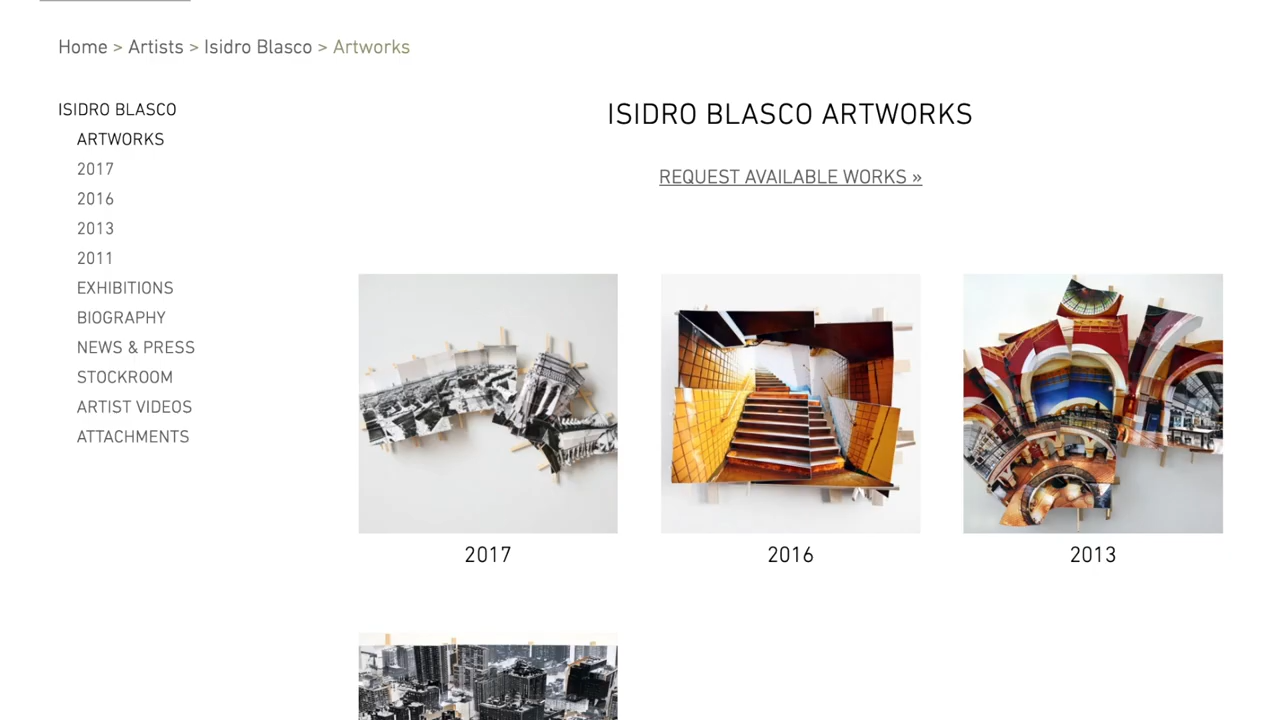 Home > Artists > Isidro Blasco > Artworks
ISIDRO BLASCO
ARTWORKS
2017
2016
2013
2011
EXHIBITIONS
BIOGRAPHY
NEWS & PRESS
STOCKROOM
ARTIST VIDEOS
ATTACHMENTS
ISIDRO BLASCO ARTWORKS
REQUEST AVAILABLE WORKS »
2017
2016
2013